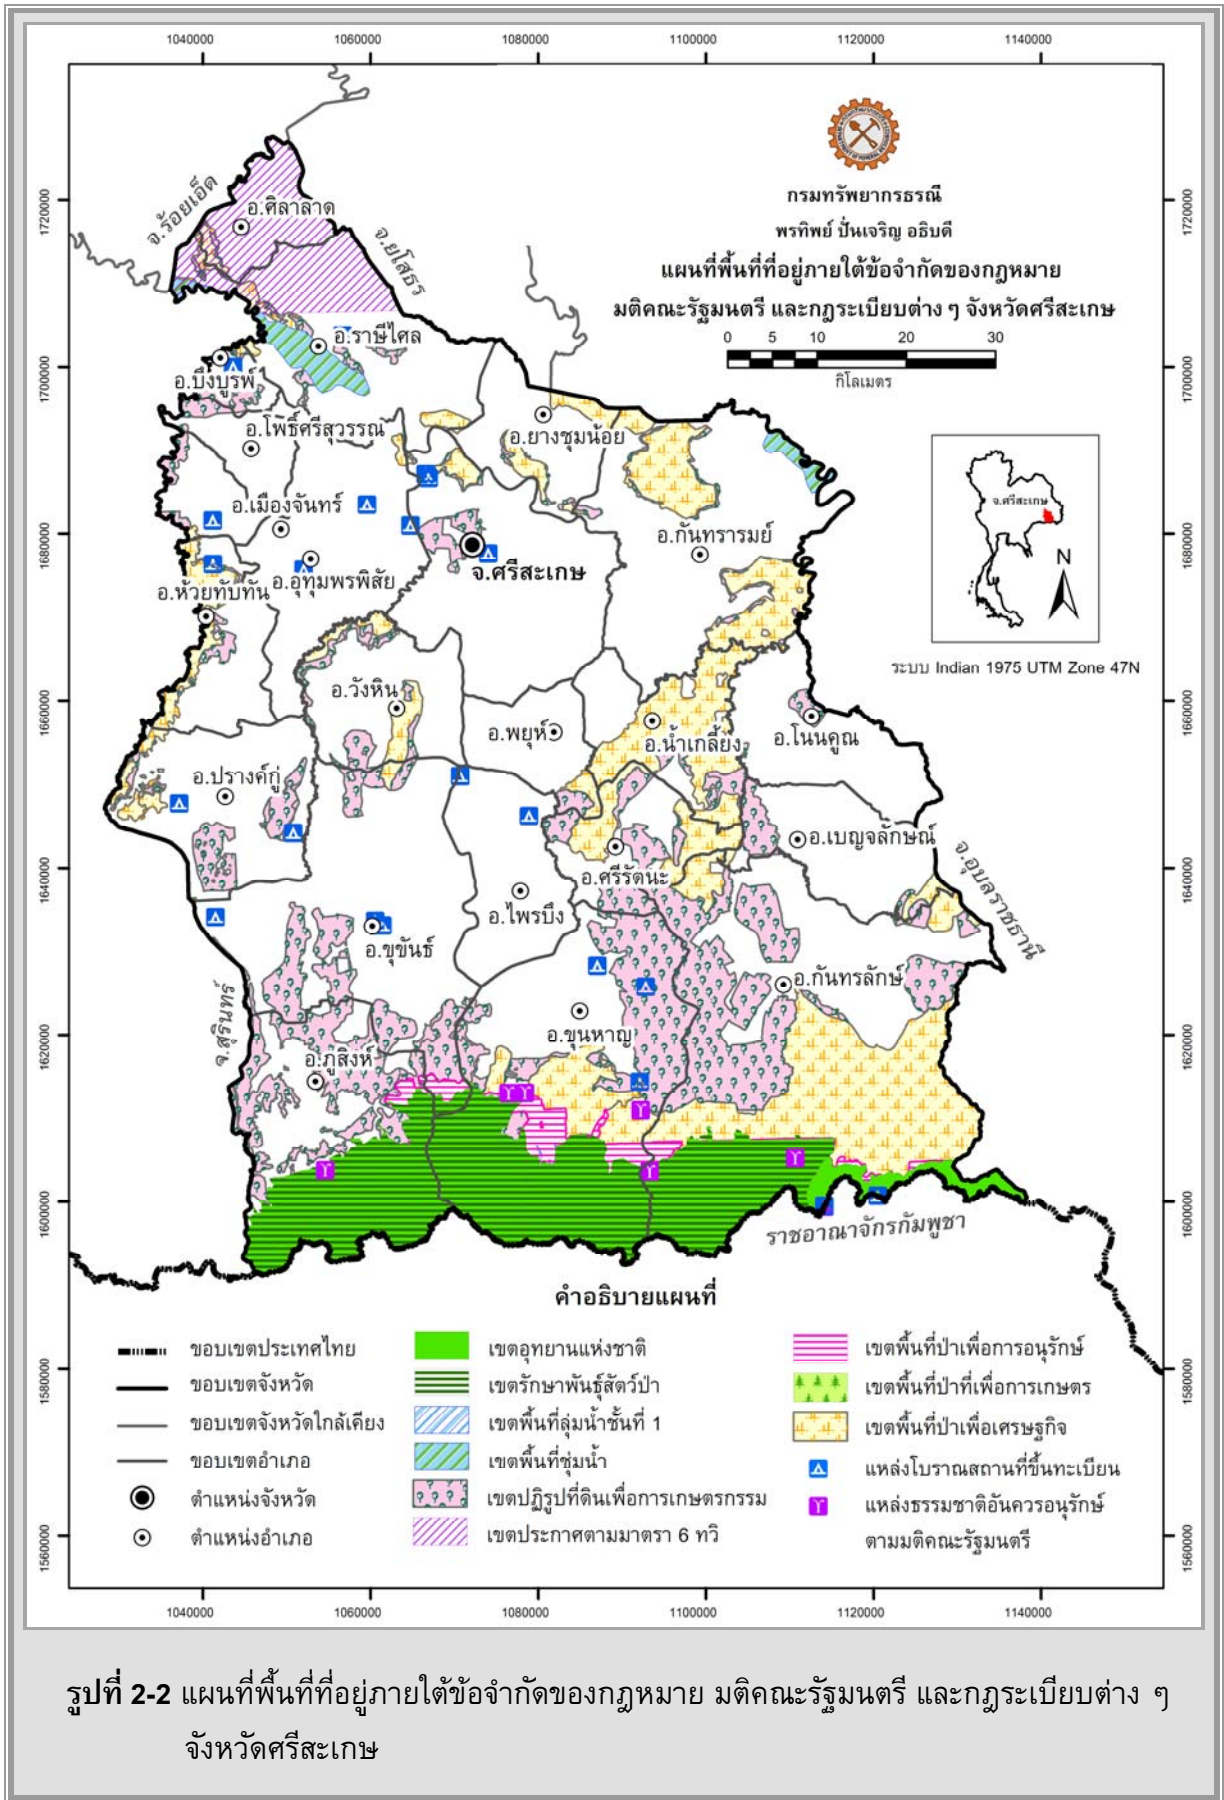 1040000 1060000 1080000 1100000 1120000 1140000
กรมทรัพยากรธรณี
พรทิพย์ ปั่นเจริญ อธิบดี
แผนที่พื้นที่ที่อยู่ภายใต้ข้อจำกัดของกฎหมาย
มติคณะรัฐมนตรี และกฎระเบียบต่าง ๆ จังหวัดศรีสะเกษ
0 5 10 20 30
กิโลเมตร
1720000
1700000
1680000
1660000
1640000
1620000
1600000
1580000
1560000
1720000
1700000
1680000
1660000
1640000
1620000
1600000
1580000
1560000
จ.ร้อยเอ็ด
อ.ศิลาลาด
จ.ยโสธร
อ.ราษีไศล
อ.บึงบูรพ์
อ.โพธิ์ศรีสุวรรณ
อ.ยางชุมน้อย
อ.เมืองจันทร์
อ.กันทรารมย์
จ.ศรีสะเกษ
N
อ.ห้วยทับทัน
อ.อุทุมพรพิสัย
จ.ศรีสะเกษ
ระบบ Indian 1975 UTM Zone 47N
อ.วังหิน
อ.พยุห์
อ.น้ำเกลี้ยง
อ.โนนคูณ
อ.ปรางค์กู่
อ.เบญจลักษณ์
จ.อุบลราชธานี
อ.ศรีรัตนะ
อ.ไพรบึง
อ.ขุขันธ์
อ.กันทรลักษ์
จ.สุรินทร์
อ.ขุนหาญ
อ.ภูสิงห์
ราชอาณาจักรกัมพูชา
คำอธิบายแผนที่
ขอบเขตประเทศไทย
ขอบเขตจังหวัด
ขอบเขตจังหวัดใกล้เคียง
ขอบเขตอำเภอ
ตำแหน่งจังหวัด
ตำแหน่งอำเภอ
เขตอุทยานแห่งชาติ
เขตรักษาพันธุ์สัตว์ป่า
เขตพื้นที่ลุ่มน้ำชั้นที่ 1
เขตพื้นที่ชุ่มน้ำ
เขตปฏิรูปที่ดินเพื่อการเกษตรกรรม
เขตประกาศตามมาตรา 6 ทวิ
เขตพื้นที่ป่าเพื่อการอนุรักษ์
เขตพื้นที่ป่าที่เพื่อการเกษตร
เขตพื้นที่ป่าเพื่อเศรษฐกิจ
แหล่งโบราณสถานที่ขึ้นทะเบียน
แหล่งธรรมชาติอันควรอนุรักษ์
ตามมติคณะรัฐมนตรี
1040000 1060000 1080000 1100000 1120000 1140000
รูปที่ 2-2 แผนที่พื้นที่ที่อยู่ภายใต้ข้อจำกัดของกฎหมาย มติคณะรัฐมนตรี และกฎระเบียบต่าง ๆ
จังหวัดศรีสะเกษ